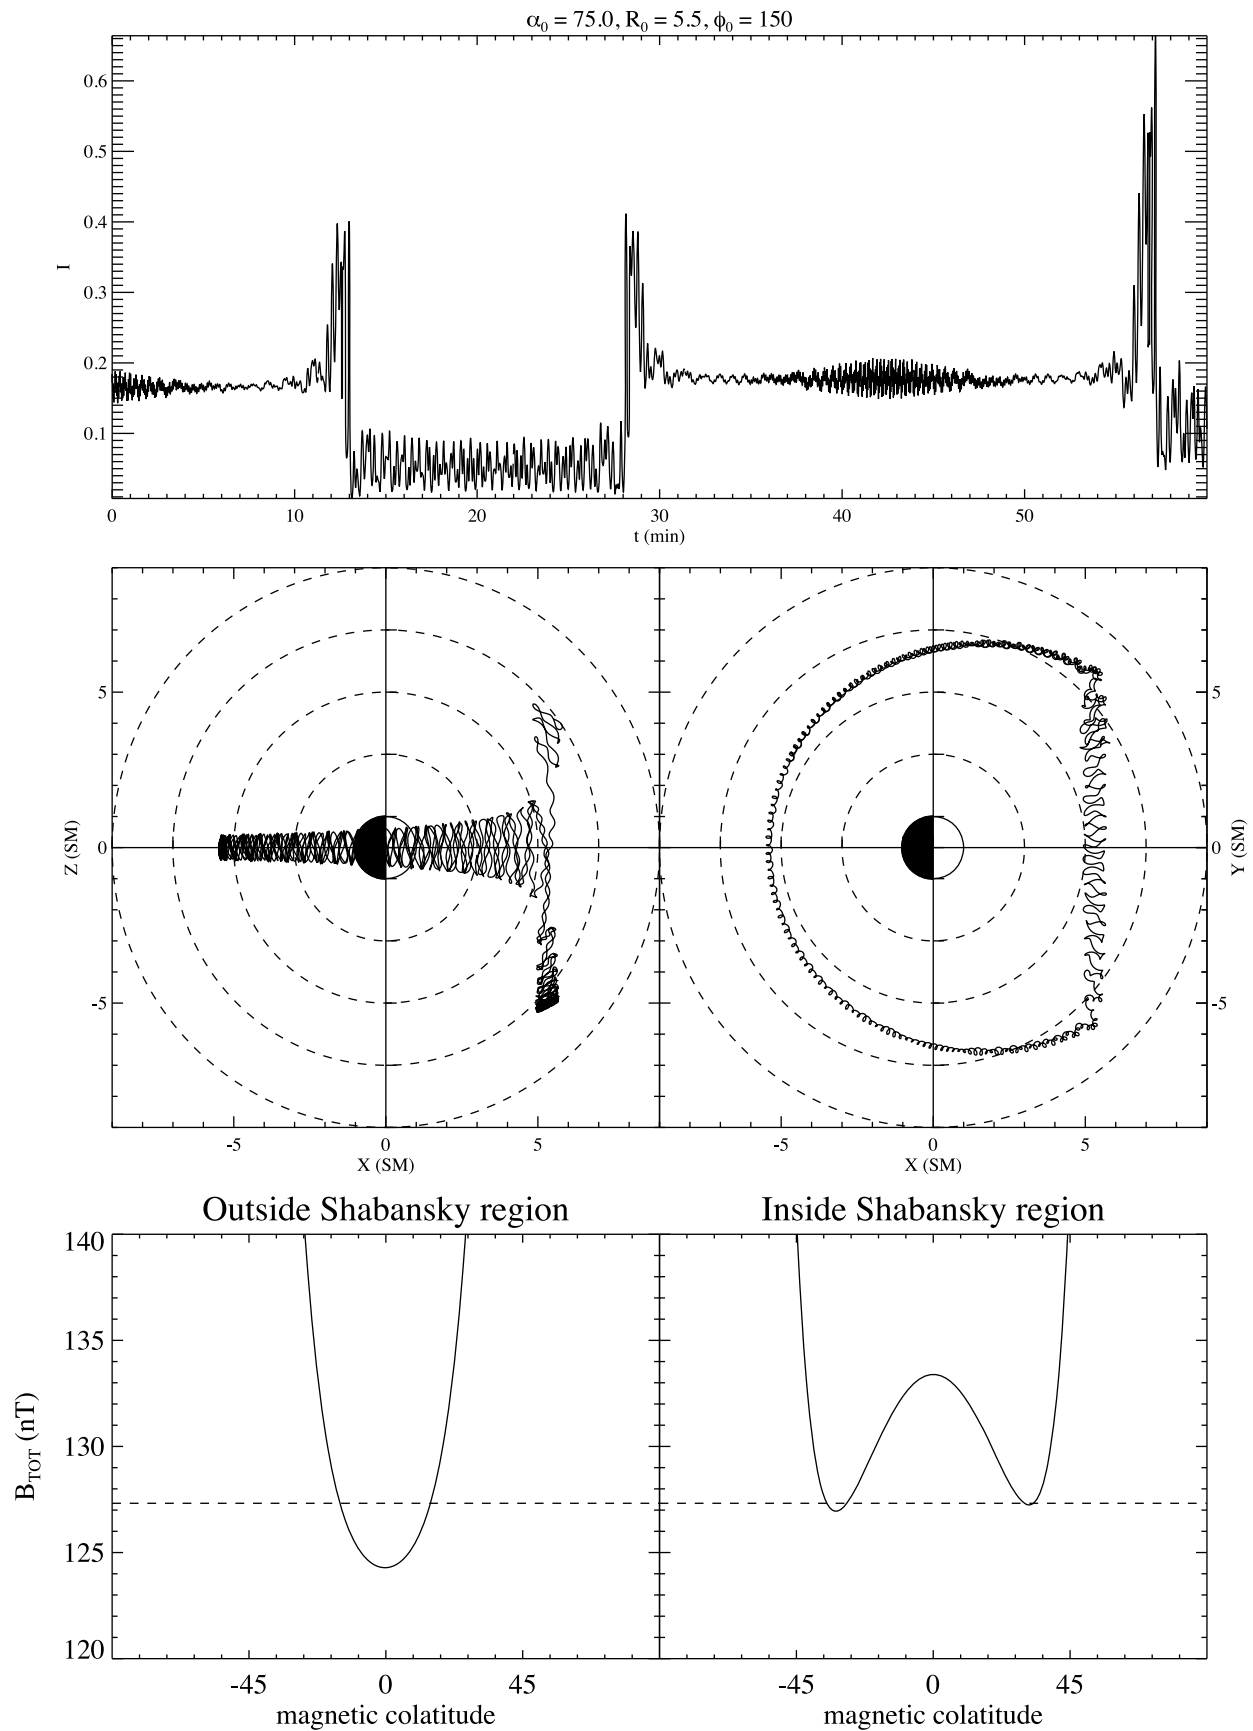 α₀ = 75.0, R₀ = 5.5, ϕ₀ = 150
0.6
0.5
0.4
0.3
0.2
0.1
I
0 10 20 30 40 50
t (min)
5
0
-5
Z (SM)
5
0
-5
Y (SM)
-5 0 5
X (SM)
-5 0 5
X (SM)
Outside Shabansky region
Inside Shabansky region
140
135
130
125
120
B_TOT (nT)
-45 0 45
magnetic colatitude
-45 0 45
magnetic colatitude